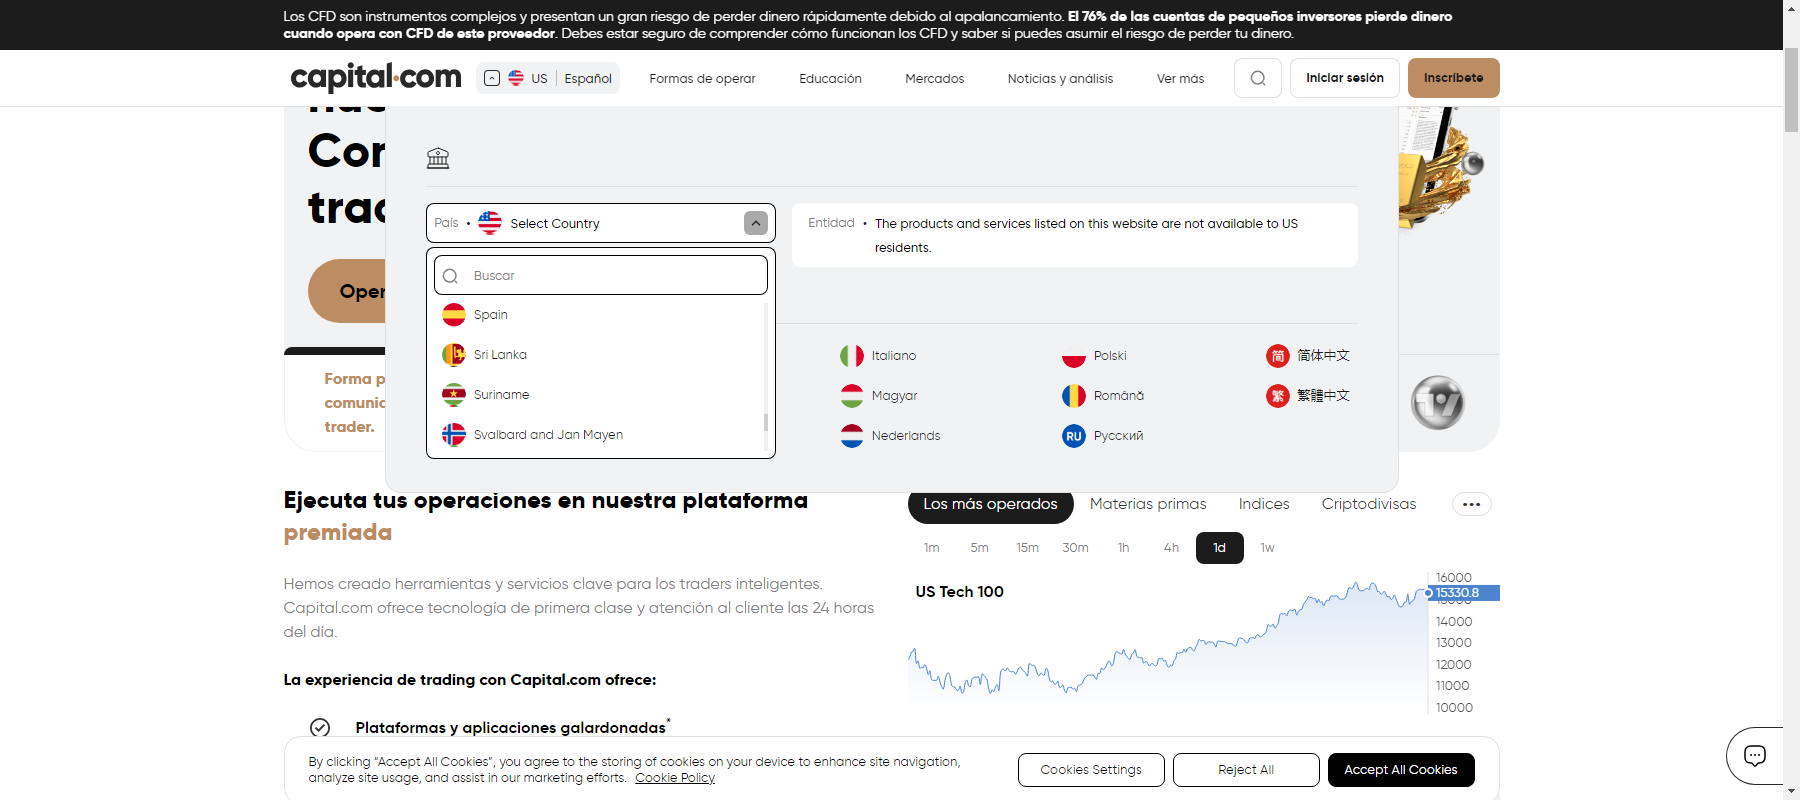 Los CFD son instrumentos complejos y presentan un gran riesgo de perder dinero rápidamente debido al apalancamiento. El 76% de las cuentas de pequeños inversores pierde dinero
cuando opera con CFD de este proveedor. Debes estar seguro de comprender cómo funcionan los CFD y saber si puedes asumir el riesgo de perder tu dinero.
capital.com
US
Español
Formas de operar
Educación
Mercados
Noticias y análisis
Ver más
Iniciar sesión
Inscríbete
País • Select Country
Entidad • The products and services listed on this website are not available to US
residents.
Buscar
Spain
Sri Lanka
Suriname
Svalbard and Jan Mayen
Italiano
Polski
简 简体中文
Magyar
Română
繁 繁體中文
Nederlands
RU Русский
Forma p
comunic
trader.
Ejecuta tus operaciones en nuestra plataforma
premiada
Hemos creado herramientas y servicios clave para los traders inteligentes.
Capital.com ofrece tecnología de primera clase y atención al cliente las 24 horas
del día.
La experiencia de trading con Capital.com ofrece:
Plataformas y aplicaciones galardonadas*
Los más operados
Materias primas
Indices
Criptodivisas
1m 5m 15m 30m 1h 4h 1d 1w
US Tech 100
16000
15330.8
14000
13000
12000
11000
10000
By clicking “Accept All Cookies”, you agree to the storing of cookies on your device to enhance site navigation,
analyze site usage, and assist in our marketing efforts. Cookie Policy
Cookies Settings
Reject All
Accept All Cookies